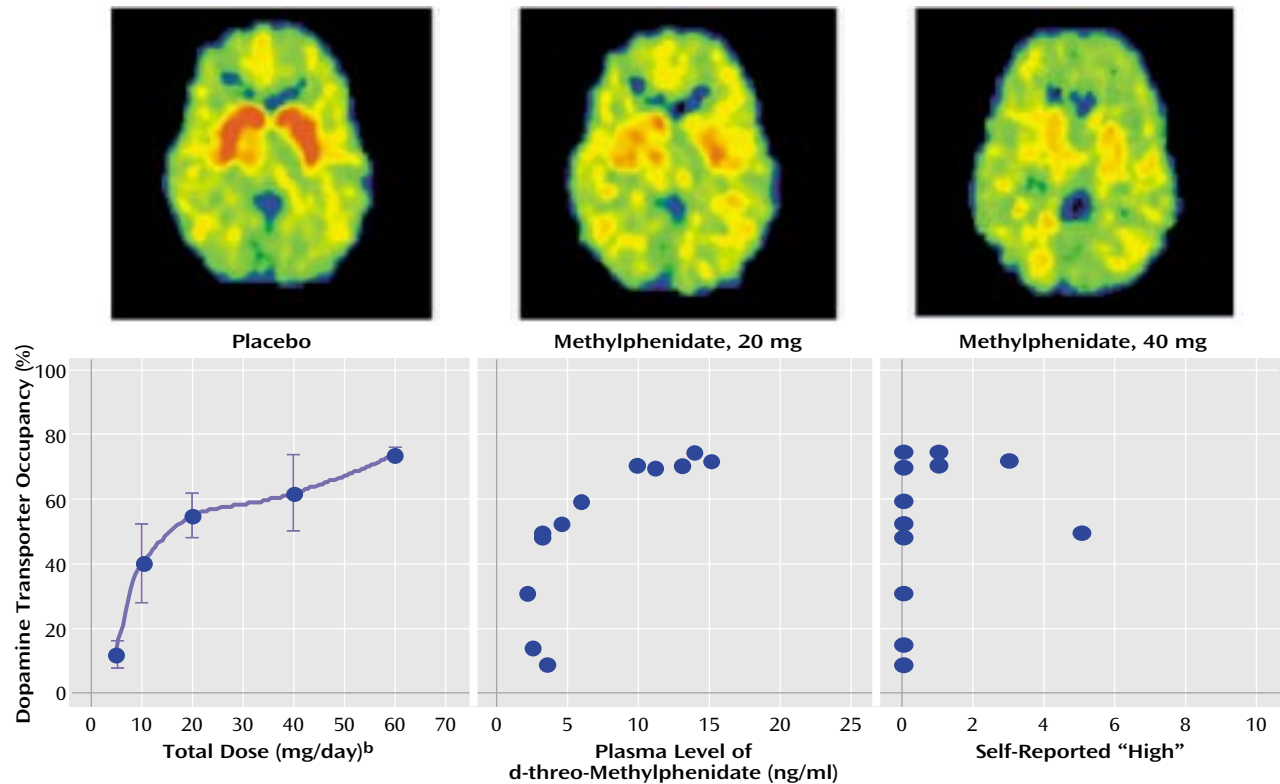 Placebo
Methylphenidate, 20 mg
Methylphenidate, 40 mg
Dopamine Transporter Occupancy (%)
100
80
60
40
20
0
0 10 20 30 40 50 60 70
Total Dose (mg/day)b
0 5 10 15 20 25
Plasma Level of
d-threo-Methylphenidate (ng/ml)
0 2 4 6 8 10
Self-Reported “High”